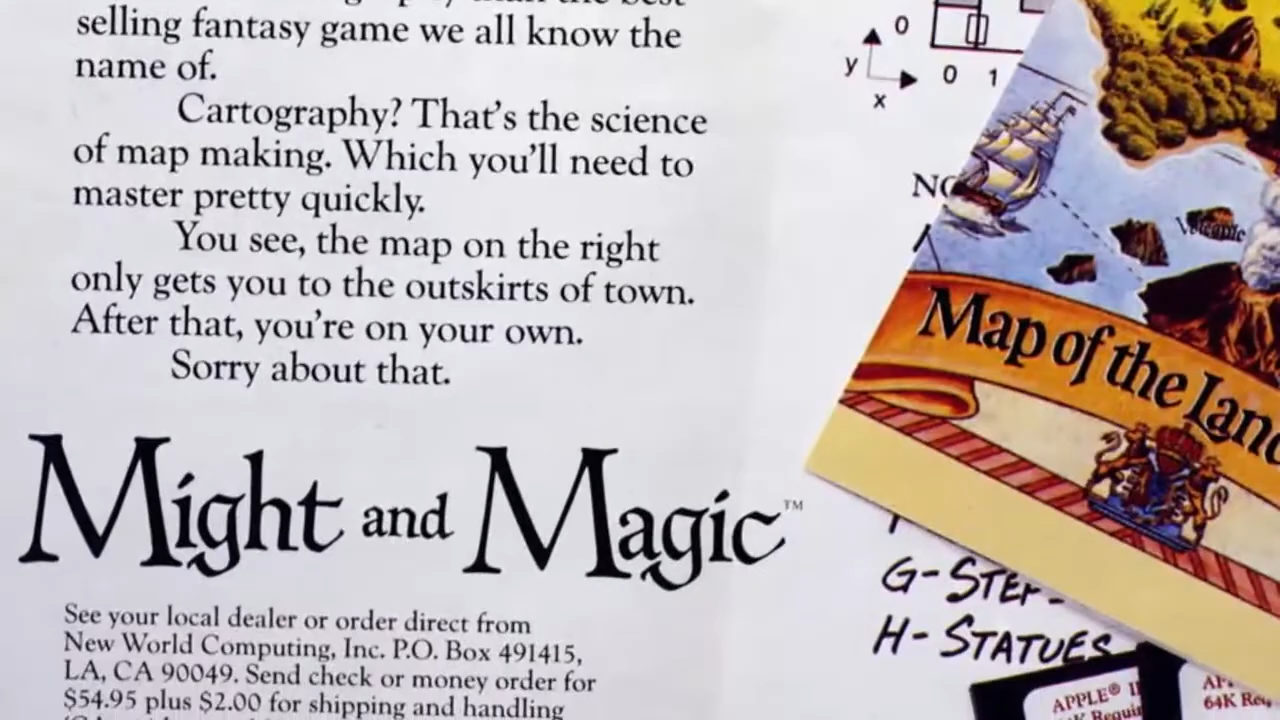 selling fantasy game we all know the
name of.
Cartography? That's the science
of map making. Which you'll need to
master pretty quickly.
You see, the map on the right
only gets you to the outskirts of town.
After that, you're on your own.
Sorry about that.
Might and Magic™
See your local dealer or order direct from
New World Computing, Inc. P.O. Box 491415,
LA, CA 90049. Send check or money order for
$54.95 plus $2.00 for shipping and handling
0
y
0 1
x
Volcanic
Map of the
G-STEP-
H-STATUES
APPLE®
64K